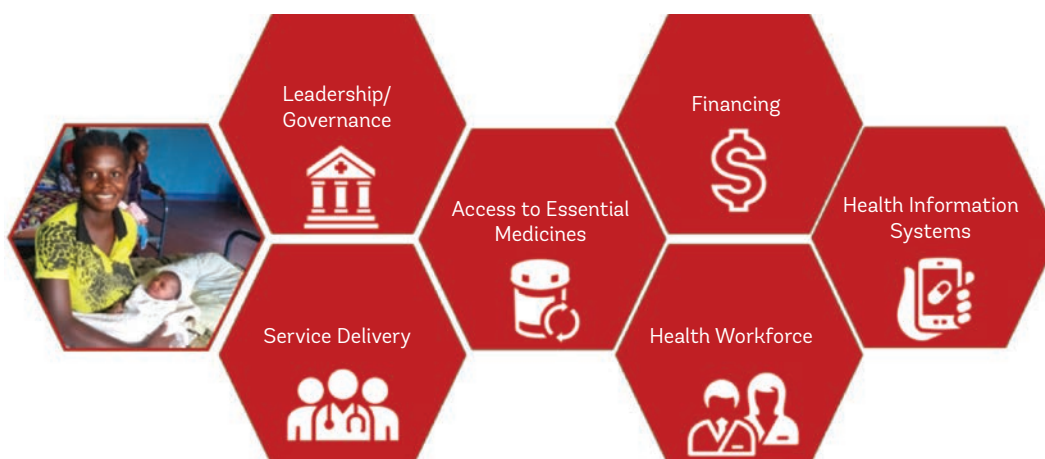 Leadership/
Governance
Financing
Access to Essential
Medicines
Health Information
Systems
Service Delivery
Health Workforce